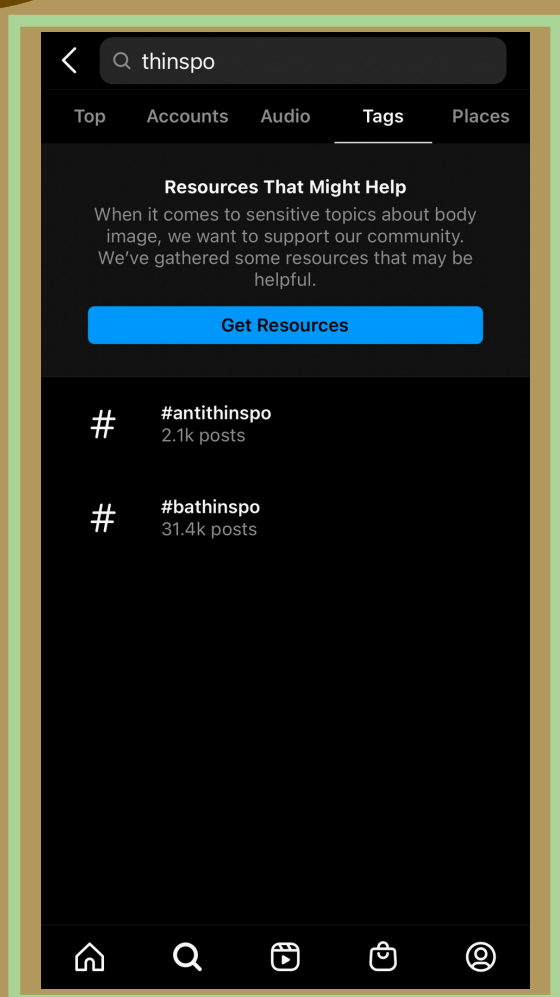 thinspo
Top Accounts Audio Tags Places
Resources That Might Help
When it comes to sensitive topics about body
image, we want to support our community.
We've gathered some resources that may be
helpful.
Get Resources
# #antithinspo
2.1k posts
# #bathinspo
31.4k posts